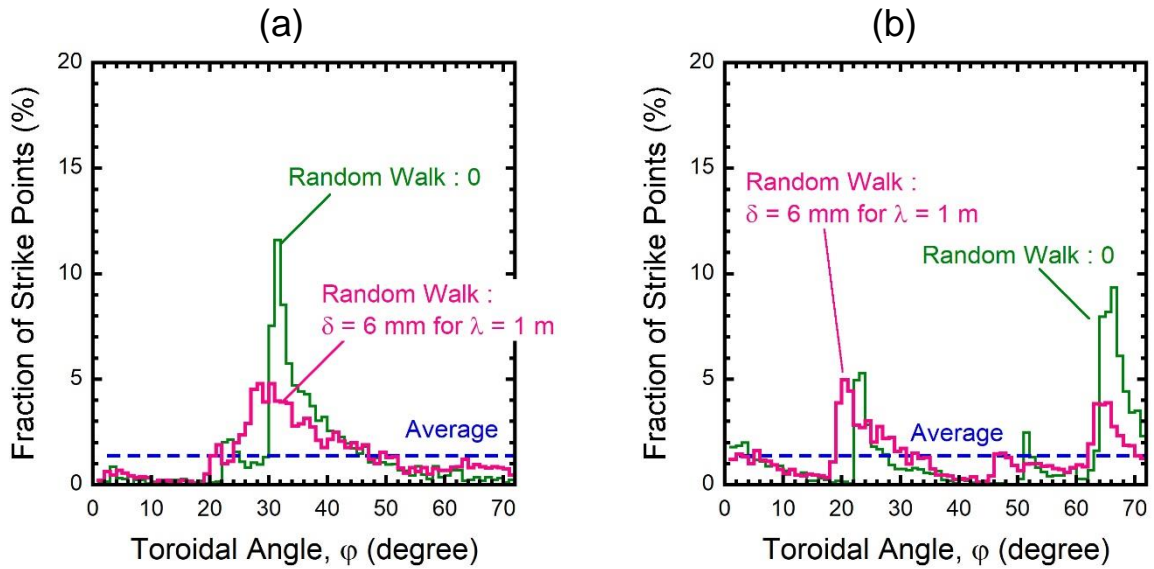 (a)
20
15
10
5
0
Fraction of Strike Points (%)
Random Walk : 0
Random Walk :
δ = 6 mm for λ = 1 m
Average
0 10 20 30 40 50 60 70
Toroidal Angle, φ (degree)
(b)
20
15
10
5
0
Fraction of Strike Points (%)
Random Walk :
δ = 6 mm for λ = 1 m
Random Walk : 0
Average
0 10 20 30 40 50 60 70
Toroidal Angle, φ (degree)